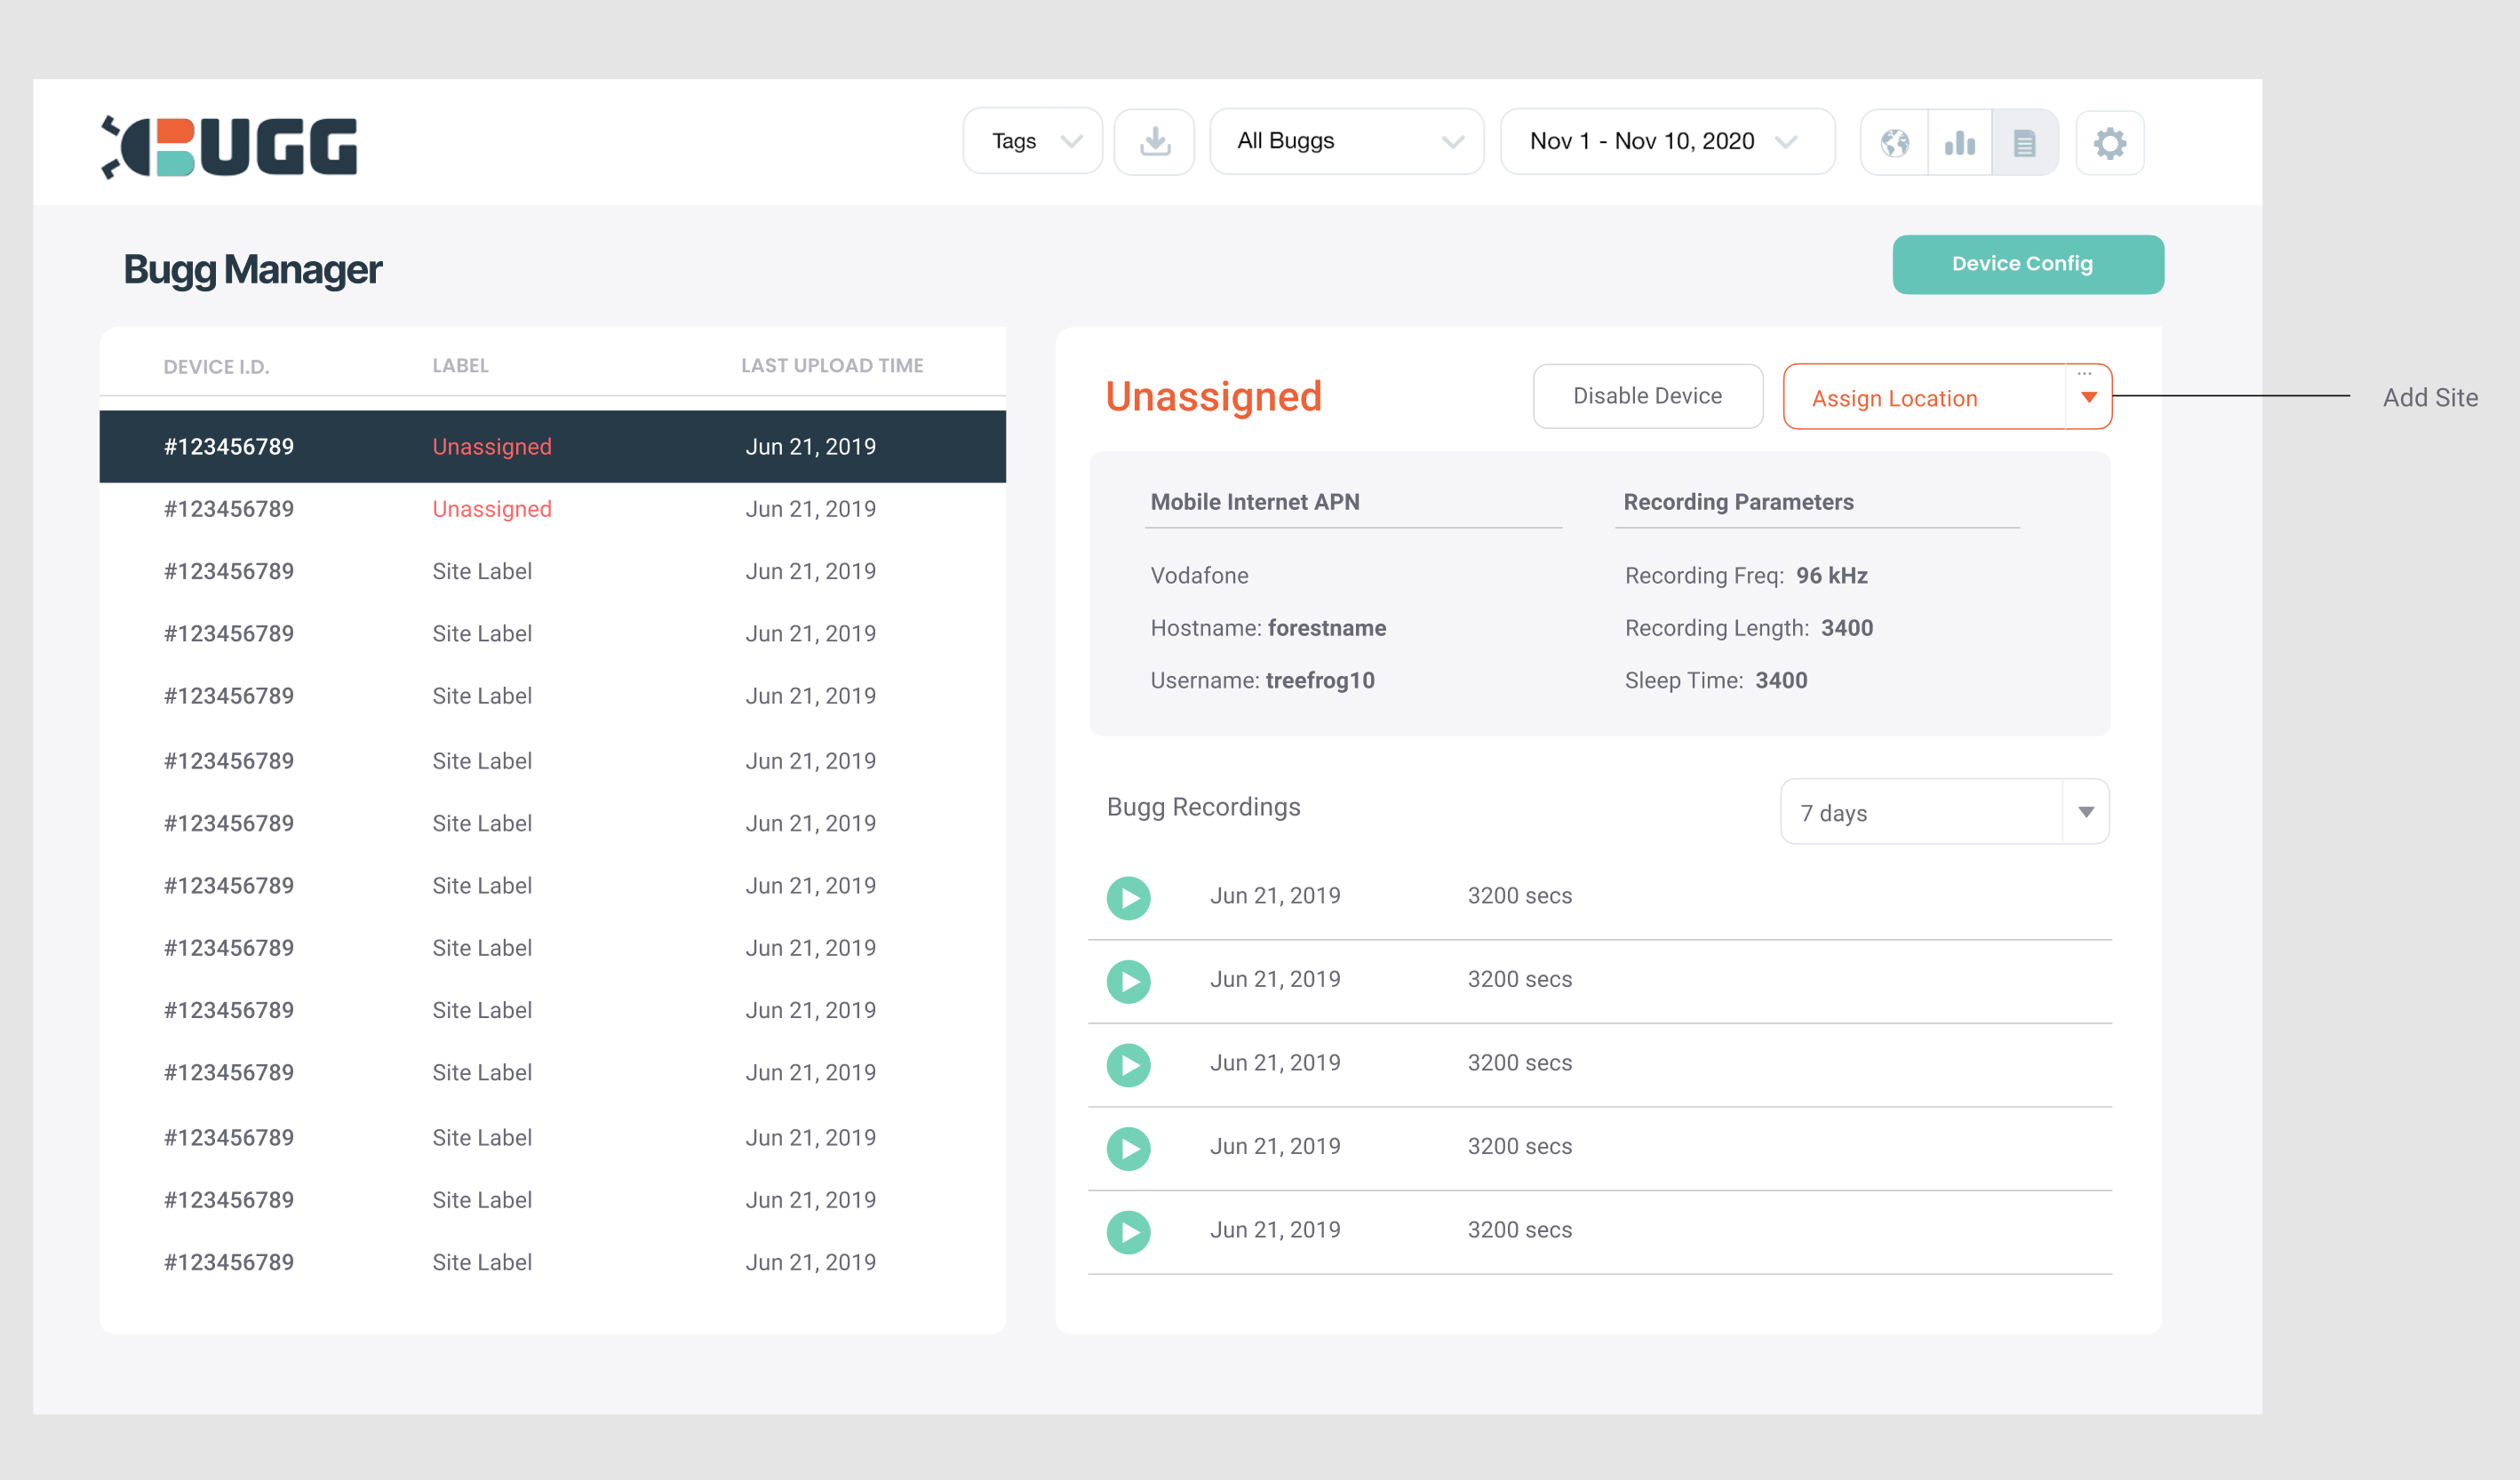 BUGG
Tags
All Buggs
Nov 1 - Nov 10, 2020
Bugg Manager
Device Config
DEVICE I.D. LABEL LAST UPLOAD TIME
#123456789 Unassigned Jun 21, 2019
#123456789 Unassigned Jun 21, 2019
#123456789 Site Label Jun 21, 2019
#123456789 Site Label Jun 21, 2019
#123456789 Site Label Jun 21, 2019
#123456789 Site Label Jun 21, 2019
#123456789 Site Label Jun 21, 2019
#123456789 Site Label Jun 21, 2019
#123456789 Site Label Jun 21, 2019
#123456789 Site Label Jun 21, 2019
#123456789 Site Label Jun 21, 2019
#123456789 Site Label Jun 21, 2019
#123456789 Site Label Jun 21, 2019
#123456789 Site Label Jun 21, 2019
Unassigned
Disable Device
Assign Location
...
Add Site
Mobile Internet APN
Vodafone
Hostname: forestname
Username: treefrog10
Recording Parameters
Recording Freq: 96 kHz
Recording Length: 3400
Sleep Time: 3400
Bugg Recordings
7 days
Jun 21, 2019 3200 secs
Jun 21, 2019 3200 secs
Jun 21, 2019 3200 secs
Jun 21, 2019 3200 secs
Jun 21, 2019 3200 secs